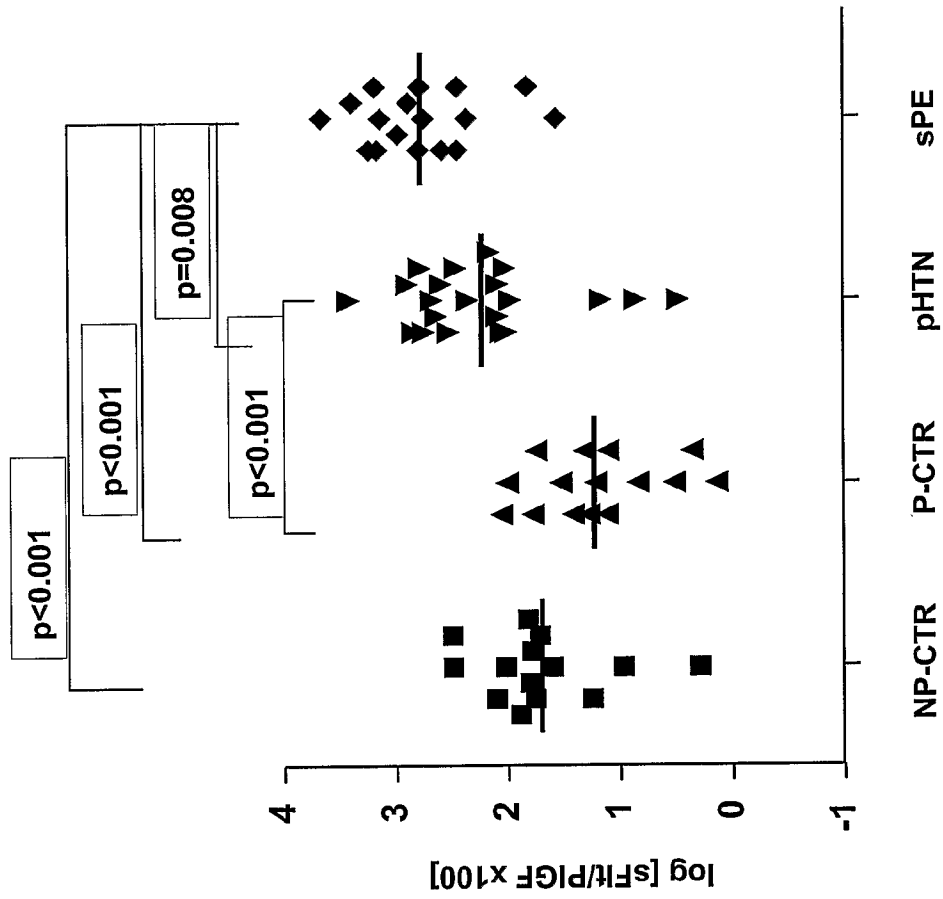 p<0.001
p<0.001
p=0.008
p<0.001
4
3
2
1
0
-1
log [sFlt/PlGF x100]
NP-CTR
P-CTR
pHTN
sPE